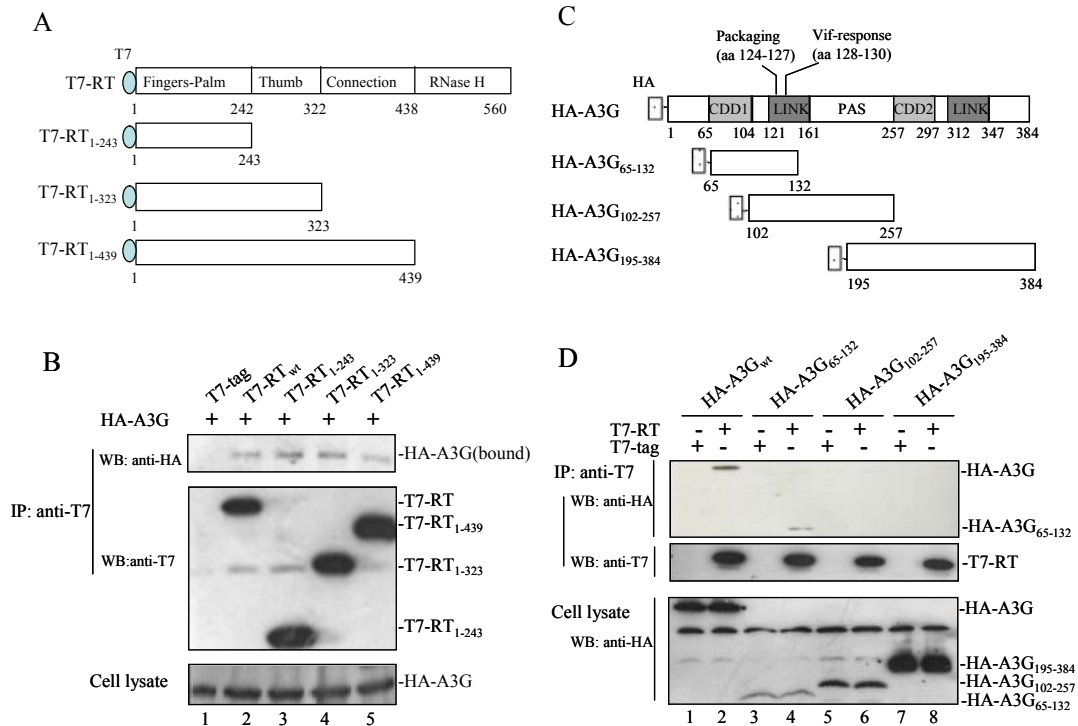 A
T7
T7-RT
Fingers-Palm
Thumb
Connection
RNase H
1 242 322 438 560
T7-RT1-243
1 243
T7-RT1-323
1 323
T7-RT1-439
1 439
B
T7-tag
T7-RTwt
T7-RT1-243
T7-RT1-323
T7-RT1-439
HA-A3G + + + + +
IP: anti-T7
WB: anti-HA
-HA-A3G(bound)
WB:anti-T7
-T7-RT
-T7-RT1-439
-T7-RT1-323
-T7-RT1-243
Cell lysate
-HA-A3G
1 2 3 4 5
C
Packaging
(aa 124-127)
Vif-response
(aa 128-130)
HA
HA-A3G
CDD1 LINK PAS CDD2 LINK
1 65 104 121 161 257 297 312 347 384
HA-A3G65-132
65 132
HA-A3G102-257
102 257
HA-A3G195-384
195 384
D
HA-A3Gwt
HA-A3G65-132
HA-A3G102-257
HA-A3G195-384
T7-RT - + - + - + - +
T7-tag + - + - + - + -
IP: anti-T7
WB: anti-HA
-HA-A3G
-HA-A3G65-132
WB: anti-T7
-T7-RT
Cell lysate
WB: anti-HA
-HA-A3G
-HA-A3G195-384
-HA-A3G102-257
-HA-A3G65-132
1 2 3 4 5 6 7 8